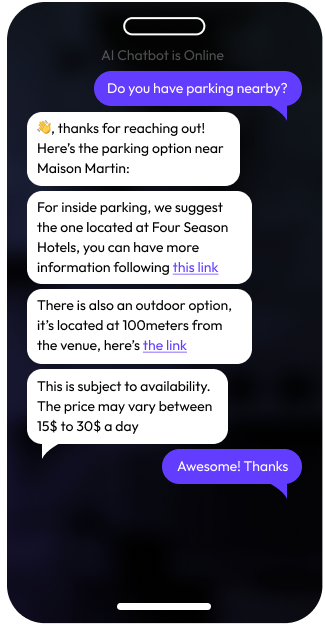 AI Chatbot is Online
Do you have parking nearby?
👋, thanks for reaching out!
Here's the parking option near
Maison Martin:
For inside parking, we suggest
the one located at Four Season
Hotels, you can have more
information following this link
There is also an outdoor option,
it's located at 100meters from
the venue, here's the link
This is subject to availability.
The price may vary between
15$ to 30$ a day
Awesome! Thanks